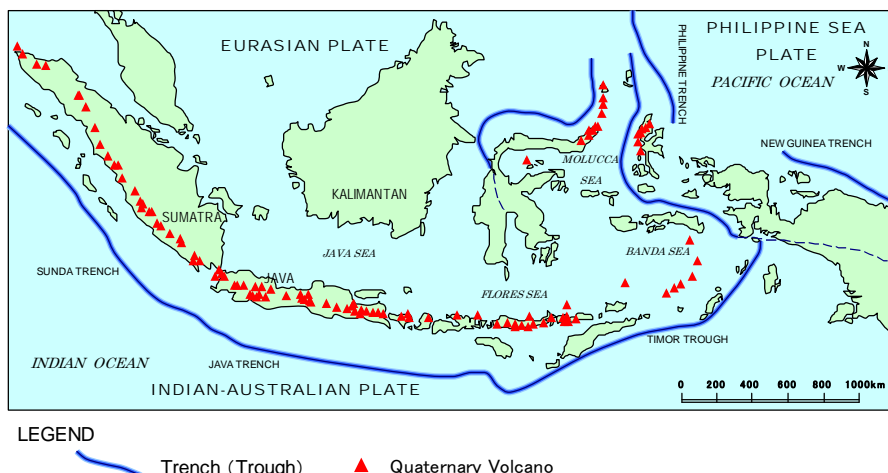 EURASIAN PLATE
PHILIPPINE SEA
PLATE
PACIFIC OCEAN
N
W
E
S
PHILIPPINE TRENCH
NEW GUINEA TRENCH
MOLUCCA
SEA
KALIMANTAN
SUMATRA
JAVA SEA
BANDA SEA
SUNDA TRENCH
JAVA
FLORES SEA
TIMOR TROUGH
INDIAN OCEAN
JAVA TRENCH
INDIAN-AUSTRALIAN PLATE
0 200 400 600 800 1000km
LEGEND
Trench (Trough)
Quaternary Volcano